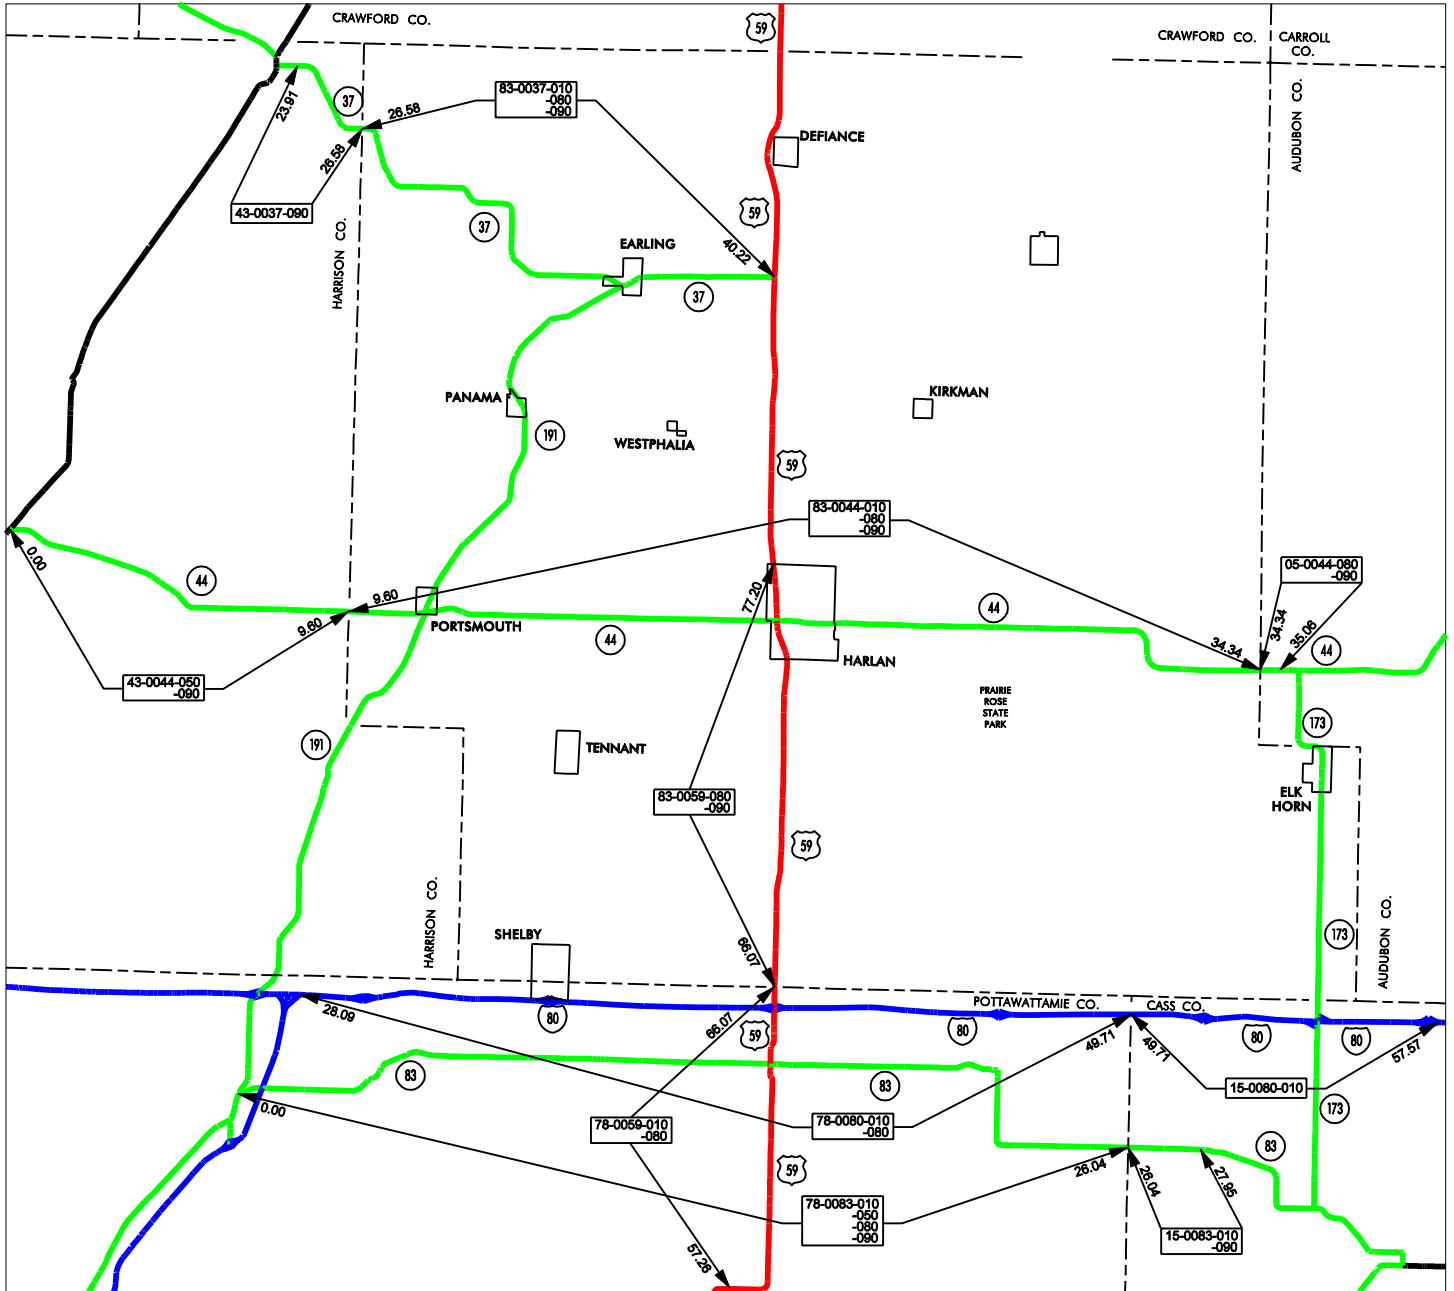 CRAWFORD CO.
59
CRAWFORD CO.
CARROLL
CO.
AUDUBON CO.
83-0037-010
-080
-090
37
23.91
26.58
26.58
DEFIANCE
43-0037-090
59
37
HARRISON CO.
EARLING
40.22
37
KIRKMAN
PANAMA
191
WESTPHALIA
59
83-0044-010
-080
-090
0.00
44
05-0044-080
-090
9.60
77.20
44
9.60
PORTSMOUTH
44
34.34
34.34
35.06
44
HARLAN
43-0044-050
-090
PRAIRIE
ROSE
STATE
PARK
173
191
TENNANT
83-0059-080
-090
ELK
HORN
59
HARRISON CO.
SHELBY
66.07
173
AUDUBON CO.
28.09
80
66.07
59
POTTAWATTAMIE CO.
CASS CO.
80
49.71
49.71
80
80
57.57
83
83
15-0080-010
0.00
78-0059-010
-080
78-0080-010
-080
173
83
59
26.04
26.04
27.95
78-0083-010
-050
-080
-090
15-0083-010
-090
57.26